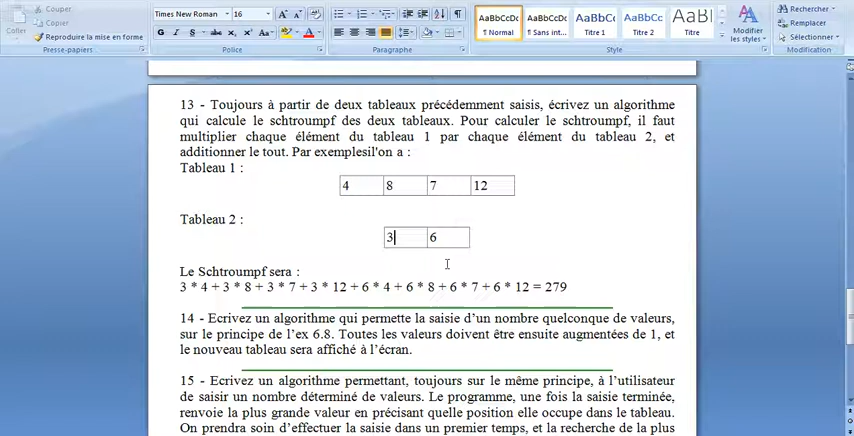 Couper
Times New Roman 16
AaBbCcDc AaBbCcDc AaBbCc AaBbCc AaBl
Rechercher
Copier
Remplacer
Coller
Reproduire la mise en forme
G I S abc x₂ x² Aa
¶ Normal ¶ Sans int... Titre 1 Titre 2 Titre
Modifier les styles
Sélectionner
Presse-papiers Police Paragraphe Style Modification
13 - Toujours à partir de deux tableaux précédemment saisis, écrivez un algorithme
qui calcule le schtroumpf des deux tableaux. Pour calculer le schtroumpf, il faut
multiplier chaque élément du tableau 1 par chaque élément du tableau 2, et
additionner le tout. Par exemplesil'on a :
Tableau 1 :
4 8 7 12
Tableau 2 :
3 6
Le Schtroumpf sera :
3 * 4 + 3 * 8 + 3 * 7 + 3 * 12 + 6 * 4 + 6 * 8 + 6 * 7 + 6 * 12 = 279
14 - Ecrivez un algorithme qui permette la saisie d’un nombre quelconque de valeurs,
sur le principe de l’ex 6.8. Toutes les valeurs doivent être ensuite augmentées de 1, et
le nouveau tableau sera affiché à l’écran.
15 - Ecrivez un algorithme permettant, toujours sur le même principe, à l’utilisateur
de saisir un nombre déterminé de valeurs. Le programme, une fois la saisie terminée,
renvoie la plus grande valeur en précisant quelle position elle occupe dans le tableau.
On prendra soin d’effectuer la saisie dans un premier temps, et la recherche de la plus